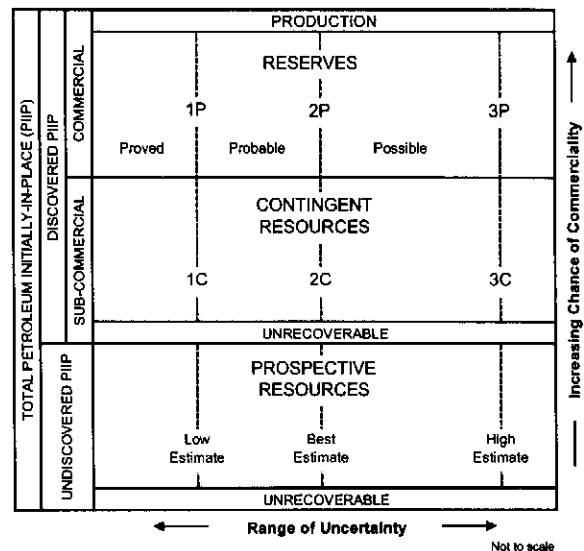 TOTAL PETROLEUM INITIALLY-IN-PLACE (PIIP)
DISCOVERED PIIP
COMMERCIAL
PRODUCTION
RESERVES
1P 2P 3P
Proved Probable Possible
SUB-COMMERCIAL
CONTINGENT
RESOURCES
1C 2C 3C
UNRECOVERABLE
UNDISCOVERED PIIP
PROSPECTIVE
RESOURCES
Low Best High
Estimate Estimate Estimate
UNRECOVERABLE
Range of Uncertainty
Not to scale
Increasing Chance of Commerciality